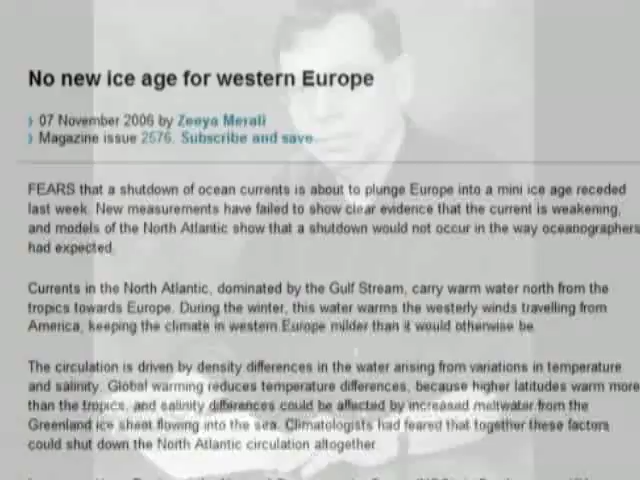 No new ice age for western Europe
07 November 2006 by Zeeya Merali
Magazine issue 2576. Subscribe and save
FEARS that a shutdown of ocean currents is about to plunge Europe into a mini ice age receded
last week. New measurements have failed to show clear evidence that the current is weakening,
and models of the North Atlantic show that a shutdown would not occur in the way oceanographers
had expected.
Currents in the North Atlantic, dominated by the Gulf Stream, carry warm water north from the
tropics towards Europe. During the winter, this water warms the westerly winds travelling from
America, keeping the climate in western Europe milder than it would otherwise be.
The circulation is driven by density differences in the water arising from variations in temperature
and salinity. Global warming reduces temperature differences, because higher latitudes warm more
than the tropics, and salinity differences could be affected by increased meltwater from the
Greenland ice sheet flowing into the sea. Climatologists had feared that together these factors
could shut down the North Atlantic circulation altogether.